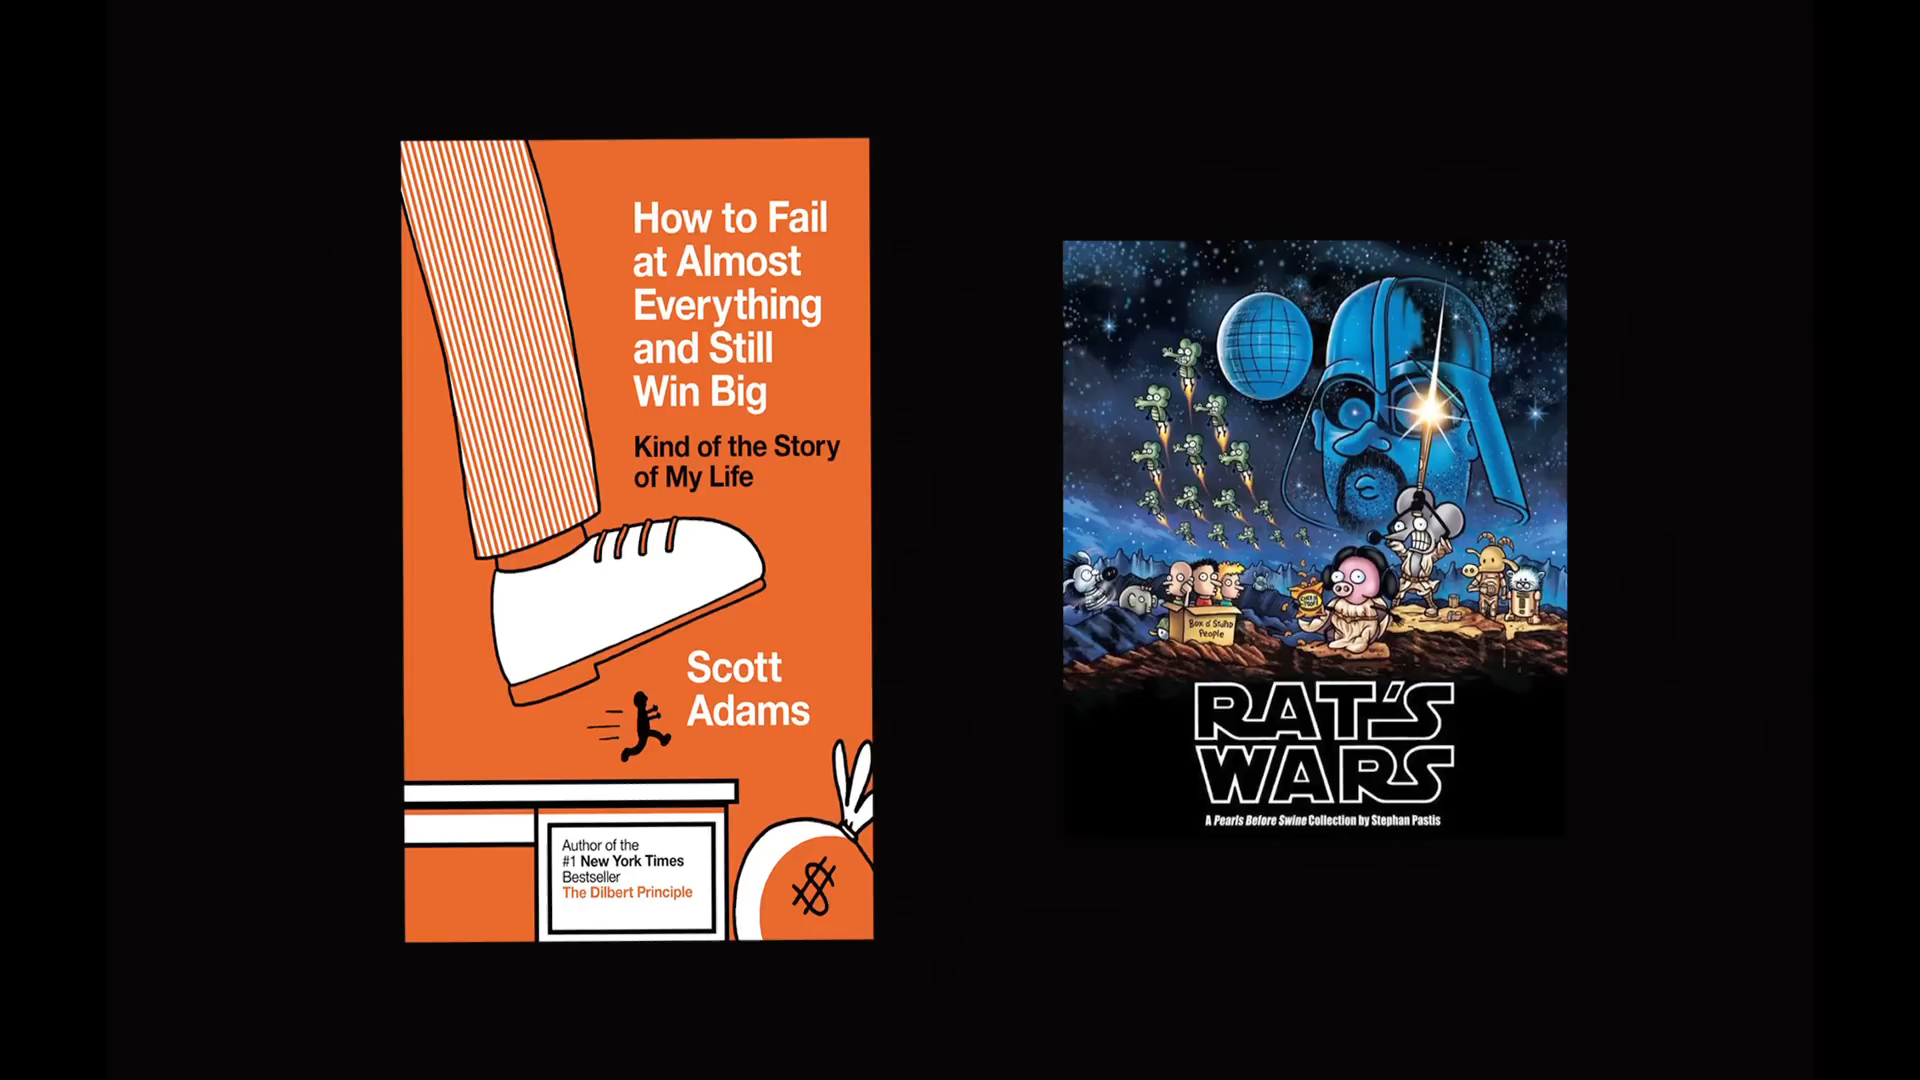 How to Fail
at Almost
Everything
and Still
Win Big
Kind of the Story
of My Life
Scott
Adams
Author of the
#1 New York Times
Bestseller
The Dilbert Principle
$
Box o' Stupid
People
RAT'S
WARS
A Pearls Before Swine Collection by Stephan Pastis